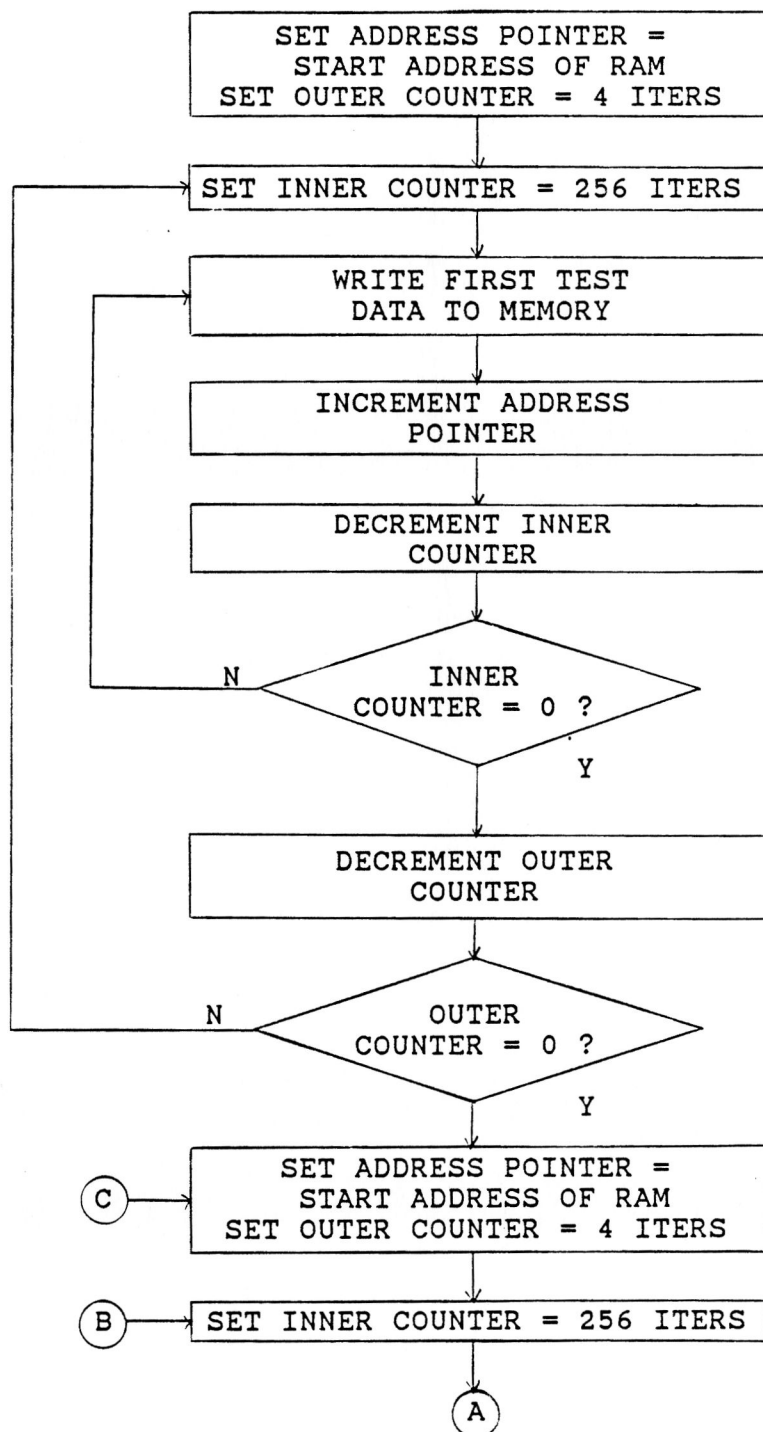 SET ADDRESS POINTER =
START ADDRESS OF RAM
SET OUTER COUNTER = 4 ITERS
SET INNER COUNTER = 256 ITERS
WRITE FIRST TEST
DATA TO MEMORY
INCREMENT ADDRESS
POINTER
DECREMENT INNER
COUNTER
N
INNER
COUNTER = 0 ?
Y
DECREMENT OUTER
COUNTER
N
OUTER
COUNTER = 0 ?
Y
C
SET ADDRESS POINTER =
START ADDRESS OF RAM
SET OUTER COUNTER = 4 ITERS
B
SET INNER COUNTER = 256 ITERS
A